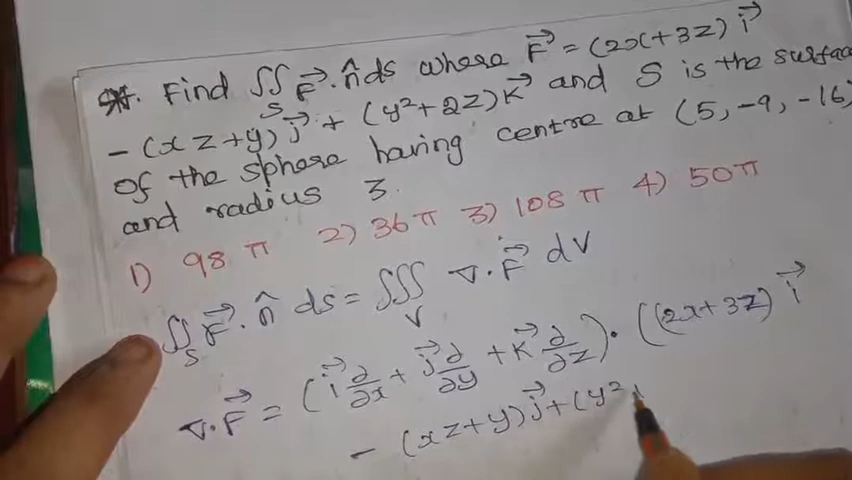 Find ∬_S F⃗ . n̂ ds where F⃗ = (2x+3z) i⃗
- (xz+y) j⃗ + (y²+2z) k⃗ and S is the surfac
of the sphere having centre at (5, -9, -16)
and radius 3.
1) 98 π 2) 36 π 3) 108 π 4) 50π
∬_S F⃗ . n̂ ds = ∭_V ∇ . F⃗ dV
∇ . F⃗ = (i⃗ ∂/∂x + j⃗ ∂/∂y + k⃗ ∂/∂z) . ((2x+3z) i⃗
- (xz+y) j⃗ + (y²